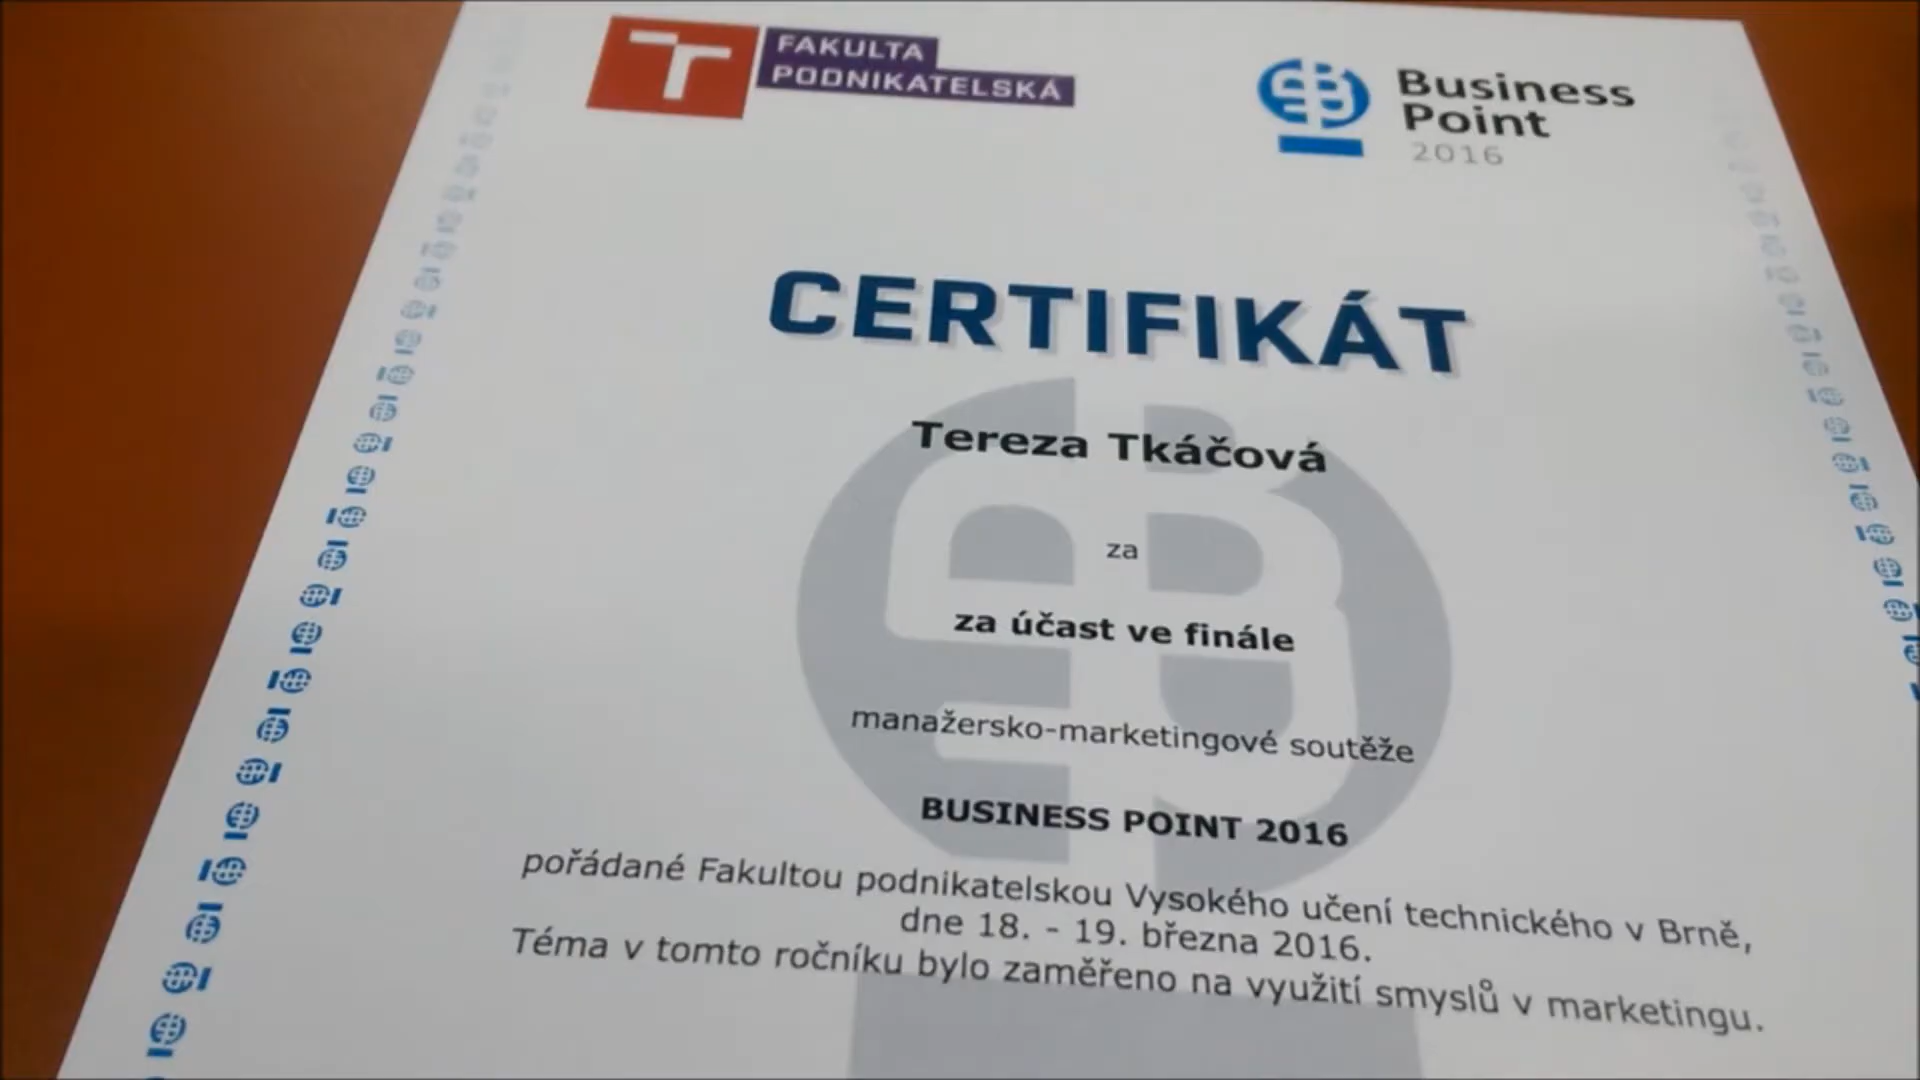 FAKULTA
PODNIKATELSKÁ
Business
Point
2016
CERTIFIKÁT
Tereza Tkáčová
za
za účast ve finále
manažersko-marketingové soutěže
BUSINESS POINT 2016
pořádané Fakultou podnikatelskou Vysokého učení technického v Brně,
dne 18. - 19. března 2016.
Téma v tomto ročníku bylo zaměřeno na využití smyslů v marketingu.